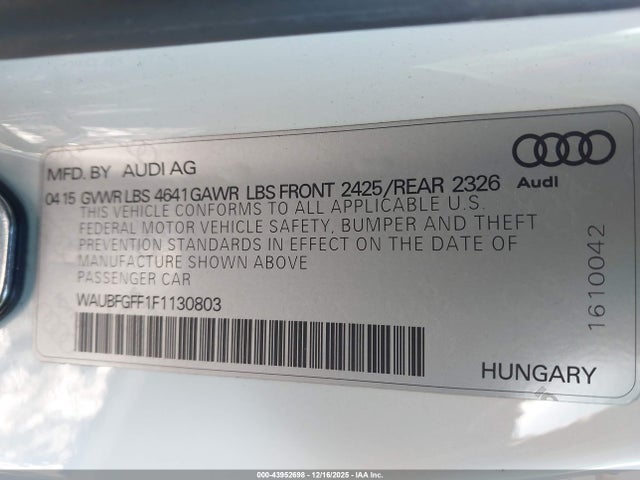 MFD. BY AUDI AG
04 15 GVWR LBS 4641 GAWR LBS FRONT 2425/REAR 2326
THIS VEHICLE CONFORMS TO ALL APPLICABLE U.S.
FEDERAL MOTOR VEHICLE SAFETY, BUMPER AND THEFT
PREVENTION STANDARDS IN EFFECT ON THE DATE OF
MANUFACTURE SHOWN ABOVE
PASSENGER CAR
WAUBFGFF1F1130803
Audi
1610042
HUNGARY
000-43952698 - 12/16/2025 - IAA Inc.